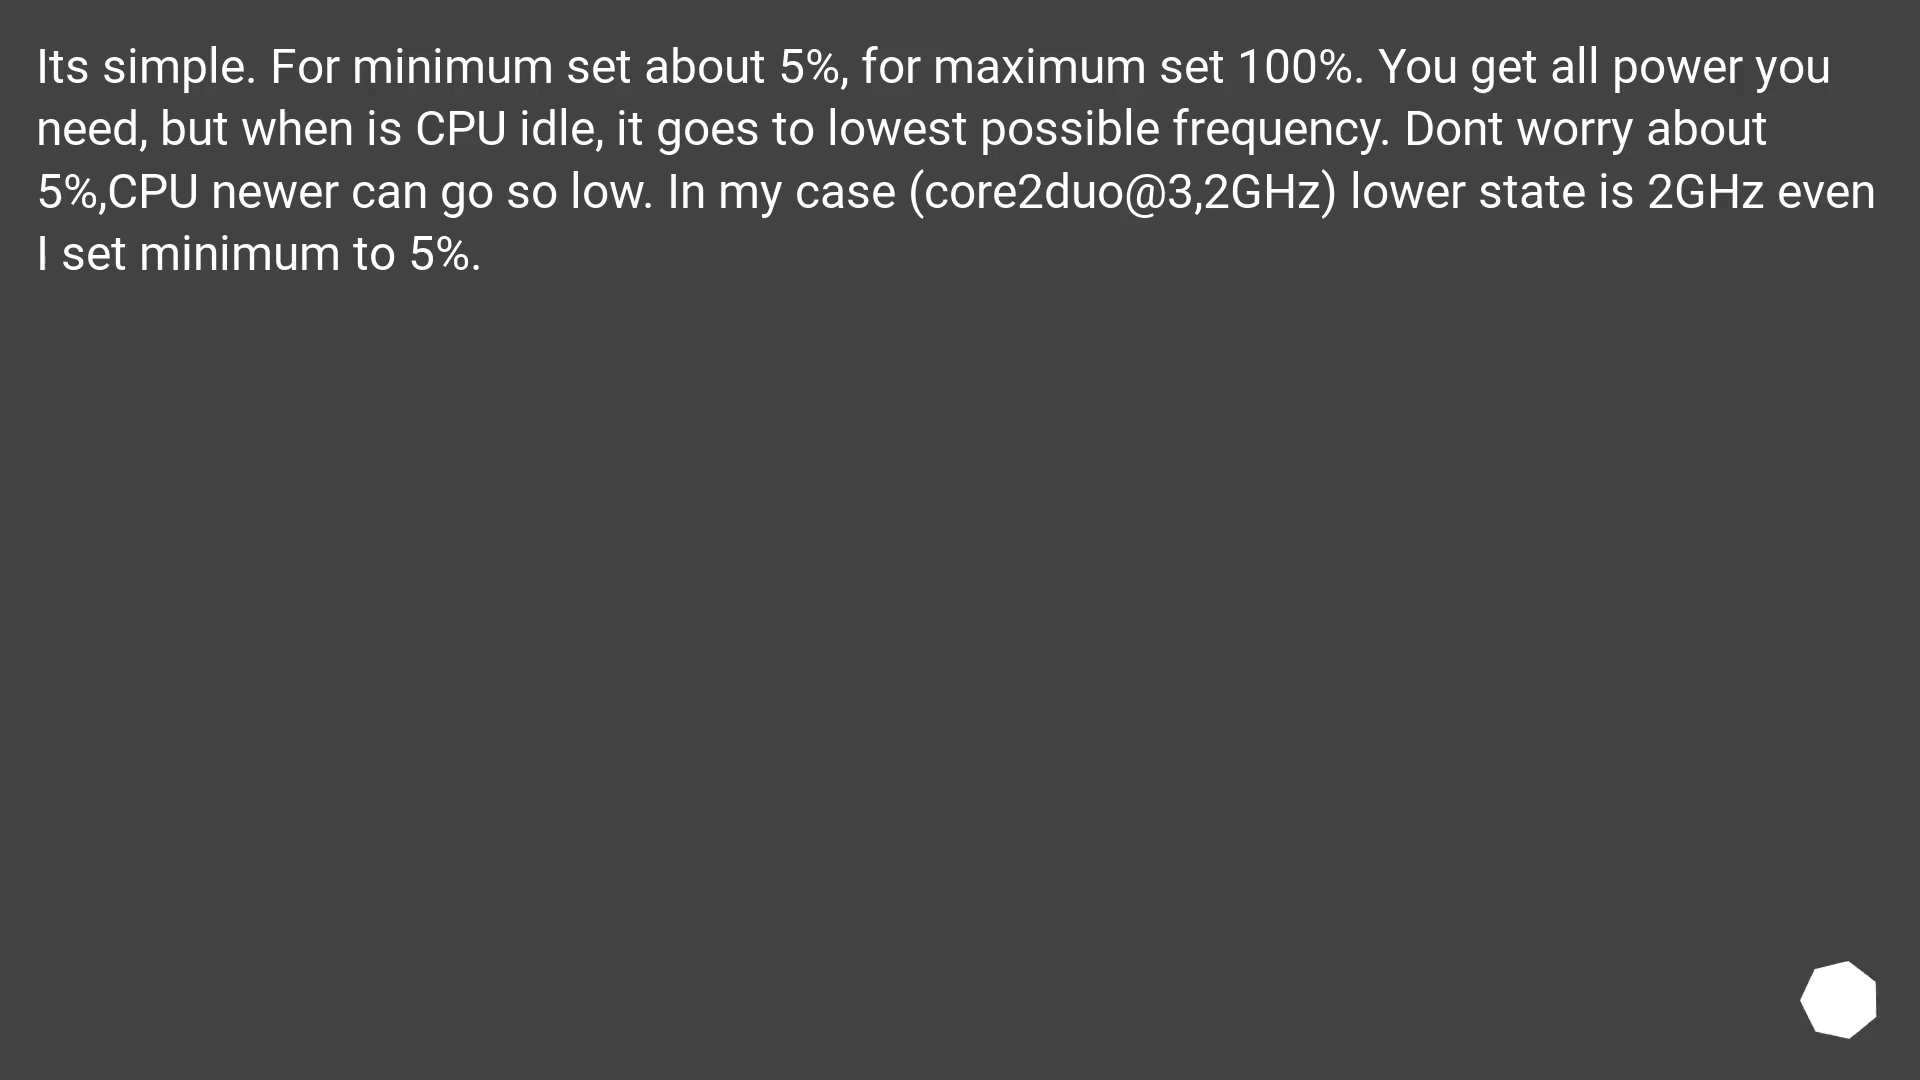 Its simple. For minimum set about 5%, for maximum set 100%. You get all power you
need, but when is CPU idle, it goes to lowest possible frequency. Dont worry about
5%,CPU newer can go so low. In my case (core2duo@3,2GHz) lower state is 2GHz even
I set minimum to 5%.